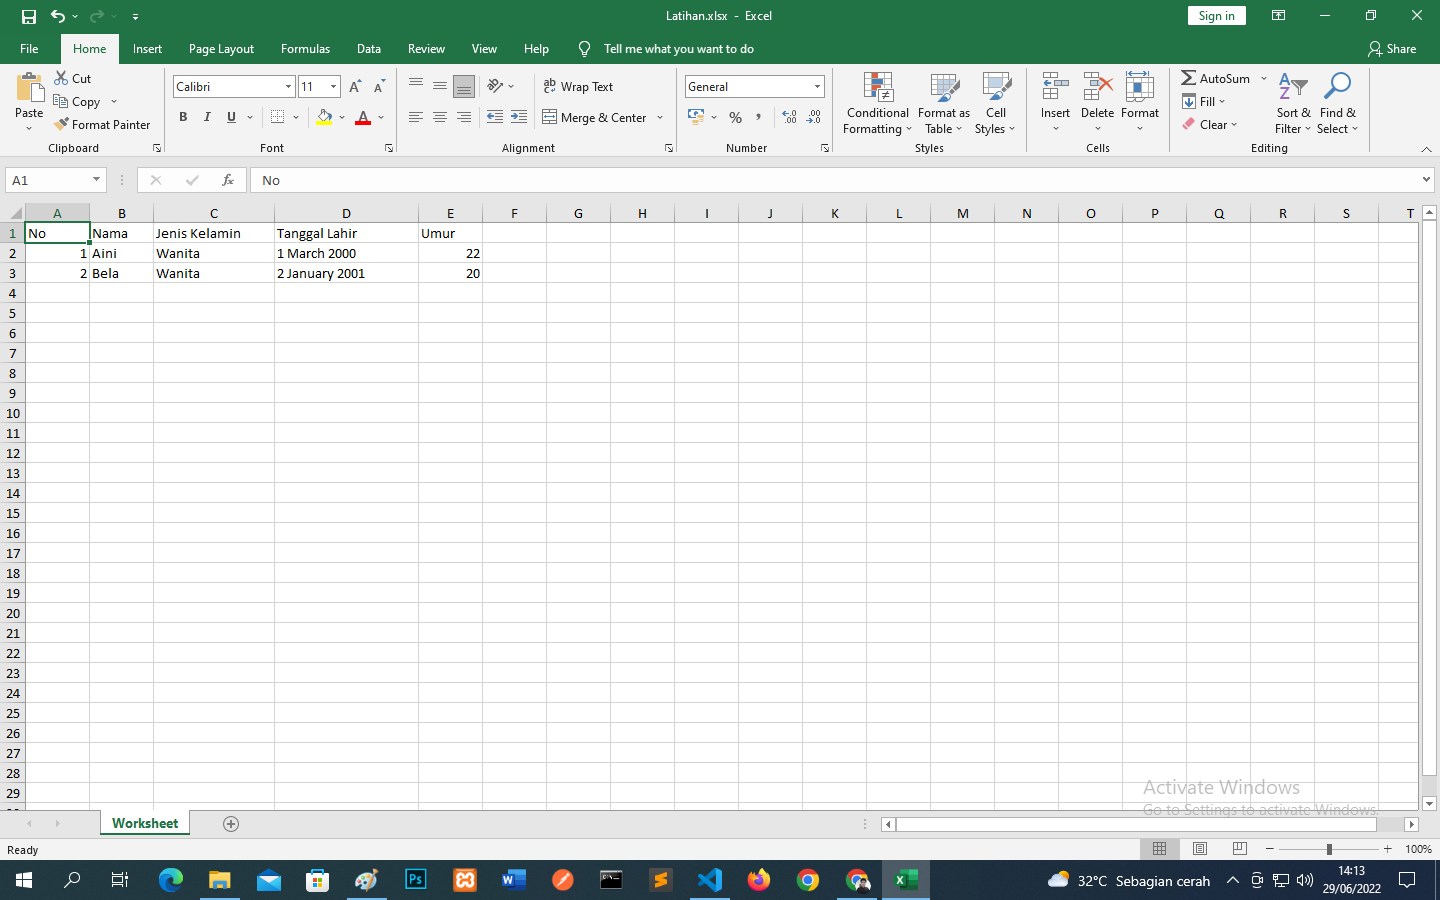 Latihan.xlsx - Excel
Sign in
File Home Insert Page Layout Formulas Data Review View Help Tell me what you want to do Share
Paste
Cut
Copy
Format Painter
Clipboard
Calibri 11
B I U
Font
Wrap Text
Merge & Center
Alignment
General
%
Number
Conditional Formatting
Format as Table
Cell Styles
Styles
Insert Delete Format
Cells
AutoSum
Fill
Clear
Sort & Filter
Find & Select
Editing
A1 fx No
A B C D E F G H I J K L M N O P Q R S T
1 No Nama Jenis Kelamin Tanggal Lahir Umur
2 1 Aini Wanita 1 March 2000 22
3 2 Bela Wanita 2 January 2001 20
4
5
6
7
8
9
10
11
12
13
14
15
16
17
18
19
20
21
22
23
24
25
26
27
28
29
Activate Windows
Go to Settings to activate Windows.
Worksheet
Ready
100%
32°C Sebagian cerah
14:13
29/06/2022